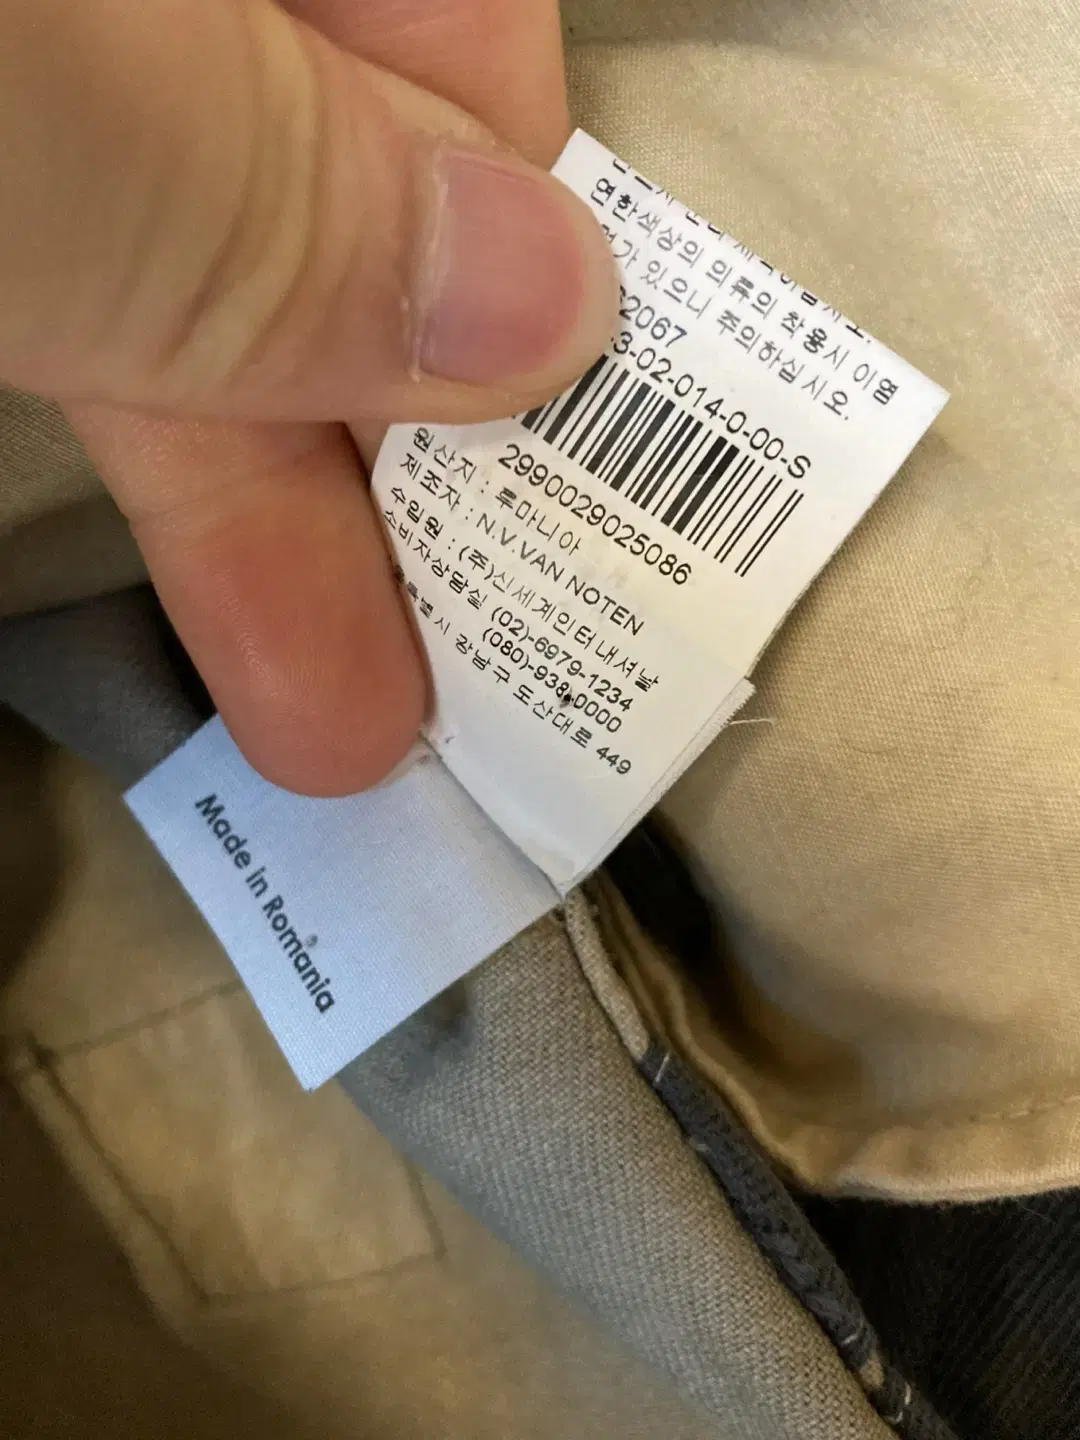 연한색상의 의류의 착용시 이염
가 있으니 주의하십시오.
2067
3-02-014-0-00-S
2990029025086
원산지 : 루마니아
제조자 : N.V.VAN NOTEN
수입원 : (주)신세계인터내셔날
소비자상담실 (02)-6979-1234
(080)-938-0000
특별시 강남구 도산대로 449
Made in Romania